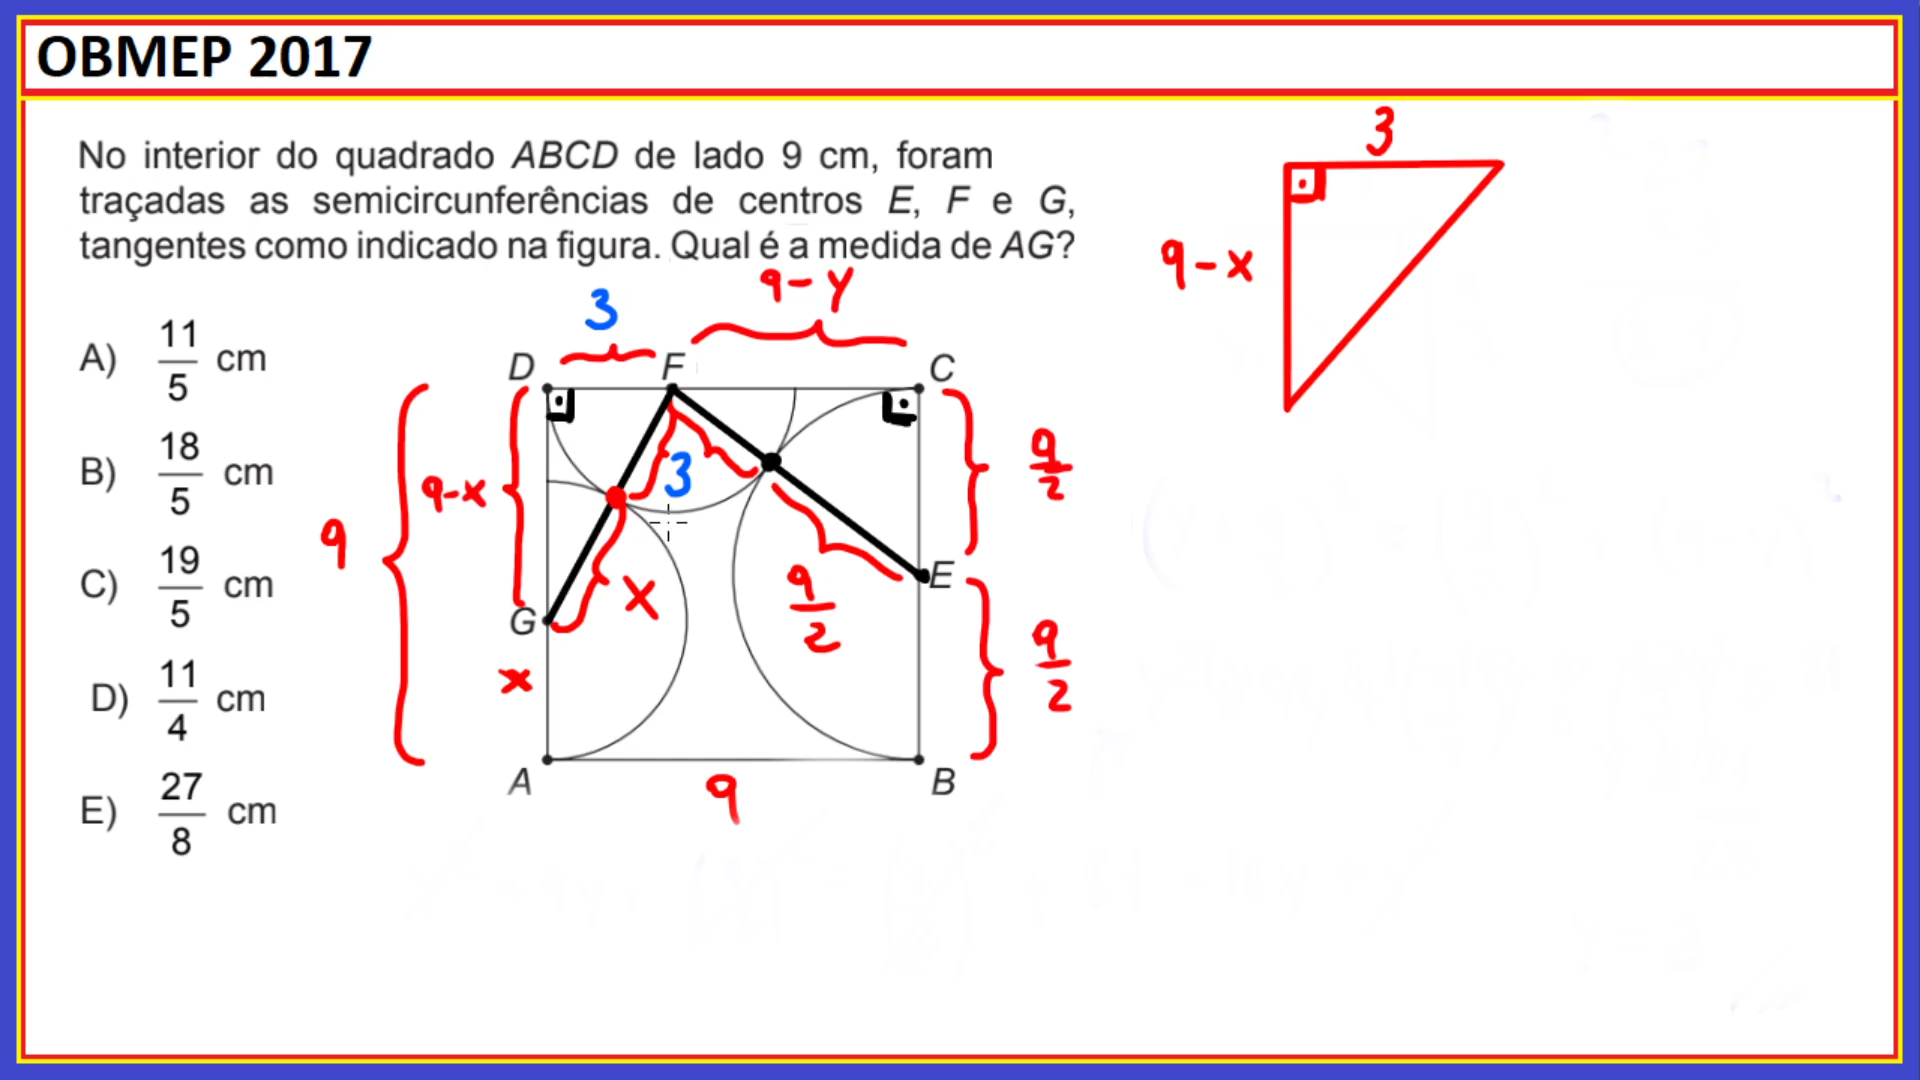 OBMEP 2017
No interior do quadrado ABCD de lado 9 cm, foram
traçadas as semicircunferências de centros E, F e G,
tangentes como indicado na figura. Qual é a medida de AG?
A) 11/5 cm
B) 18/5 cm
C) 19/5 cm
D) 11/4 cm
E) 27/8 cm
3
9-y
D F C
9-x
3
9/2
9
G
x
9/2
E
x
9/2
A
9
B
3
9-x